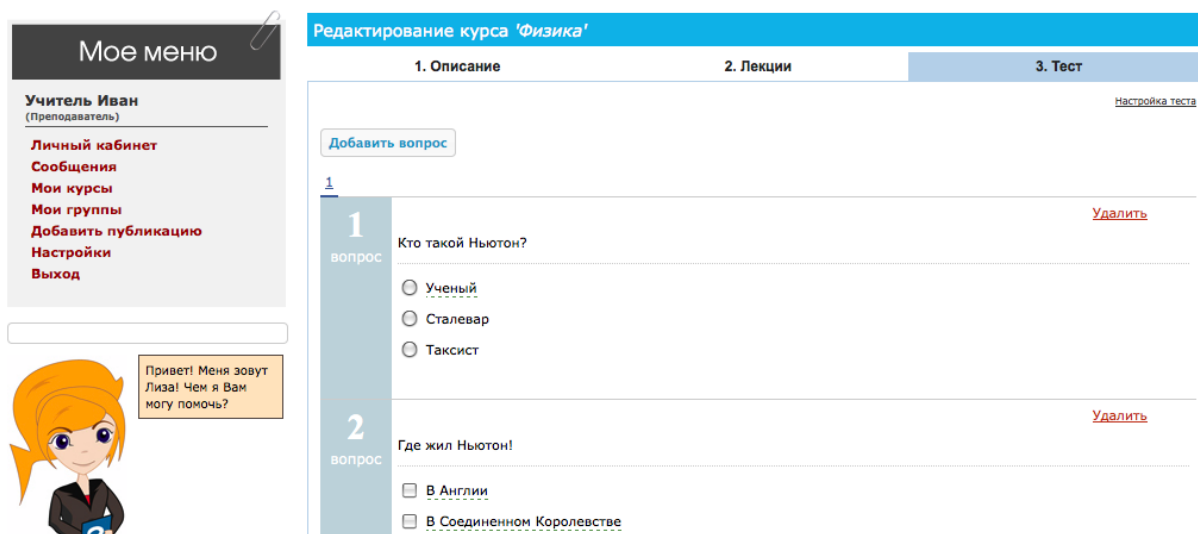 Мое меню
Учитель Иван
(Преподаватель)
Личный кабинет
Сообщения
Мои курсы
Мои группы
Добавить публикацию
Настройки
Выход
Привет! Меня зовут
Лиза! Чем я Вам
могу помочь?
Редактирование курса 'Физика'
1. Описание
2. Лекции
3. Тест
Настройка теста
Добавить вопрос
1
1
вопрос
Удалить
Кто такой Ньютон?
Ученый
Сталевар
Таксист
2
вопрос
Удалить
Где жил Ньютон!
В Англии
В Соединенном Королевстве